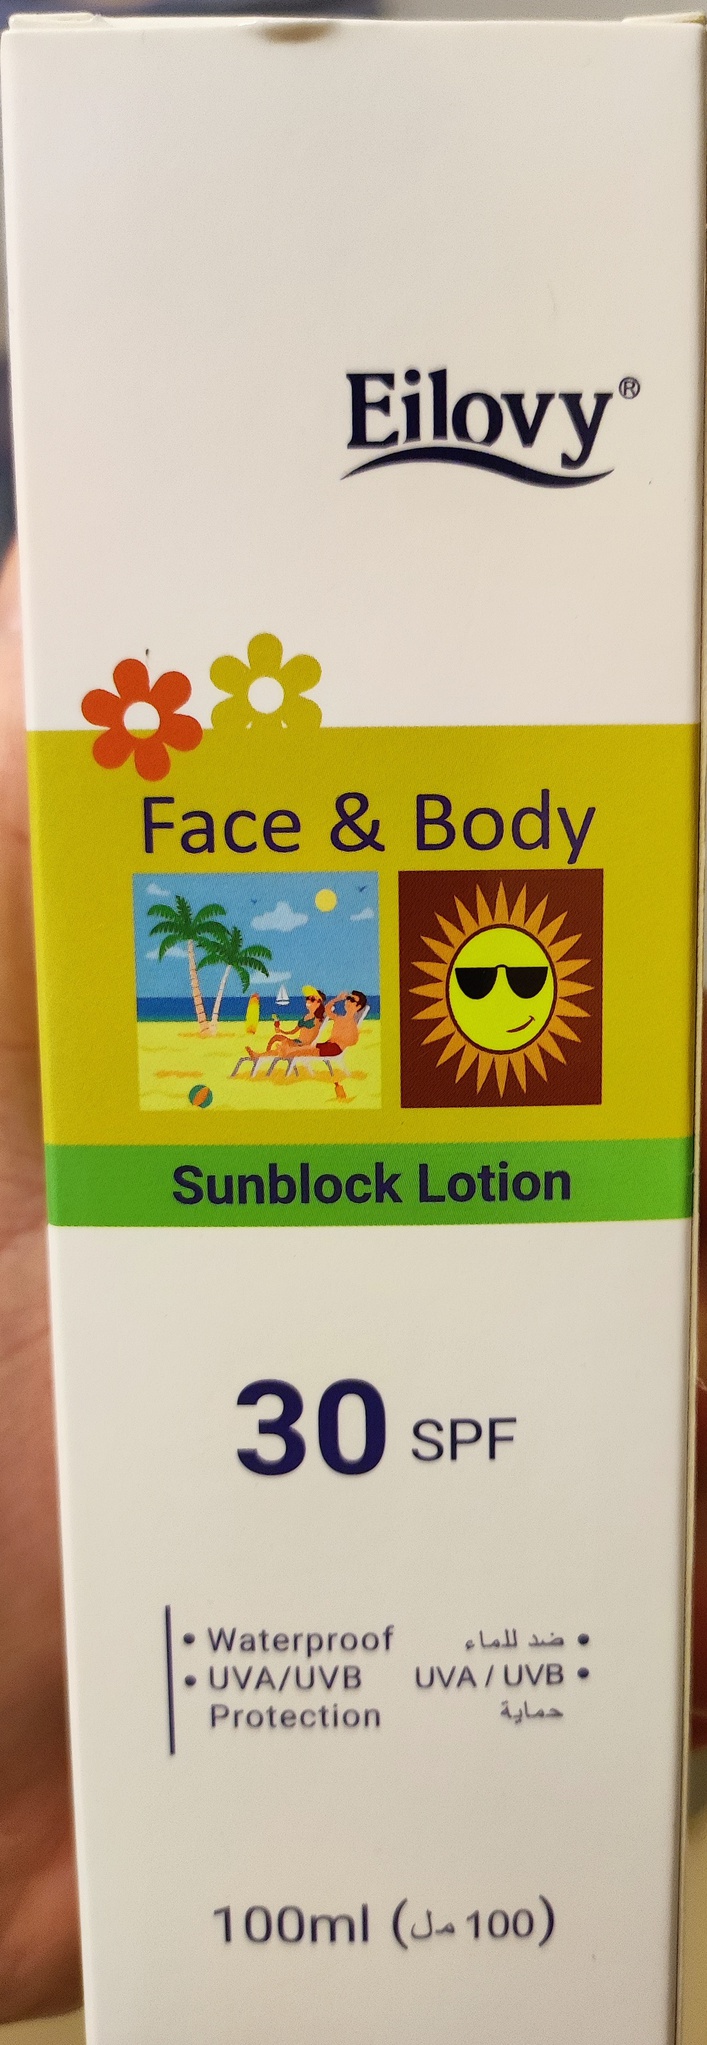 Eilovy®
Face & Body
Sunblock Lotion
30 SPF
• Waterproof
• UVA/UVB
Protection
• ضد للماء
• UVA / UVB
حماية
100ml (100 مل)